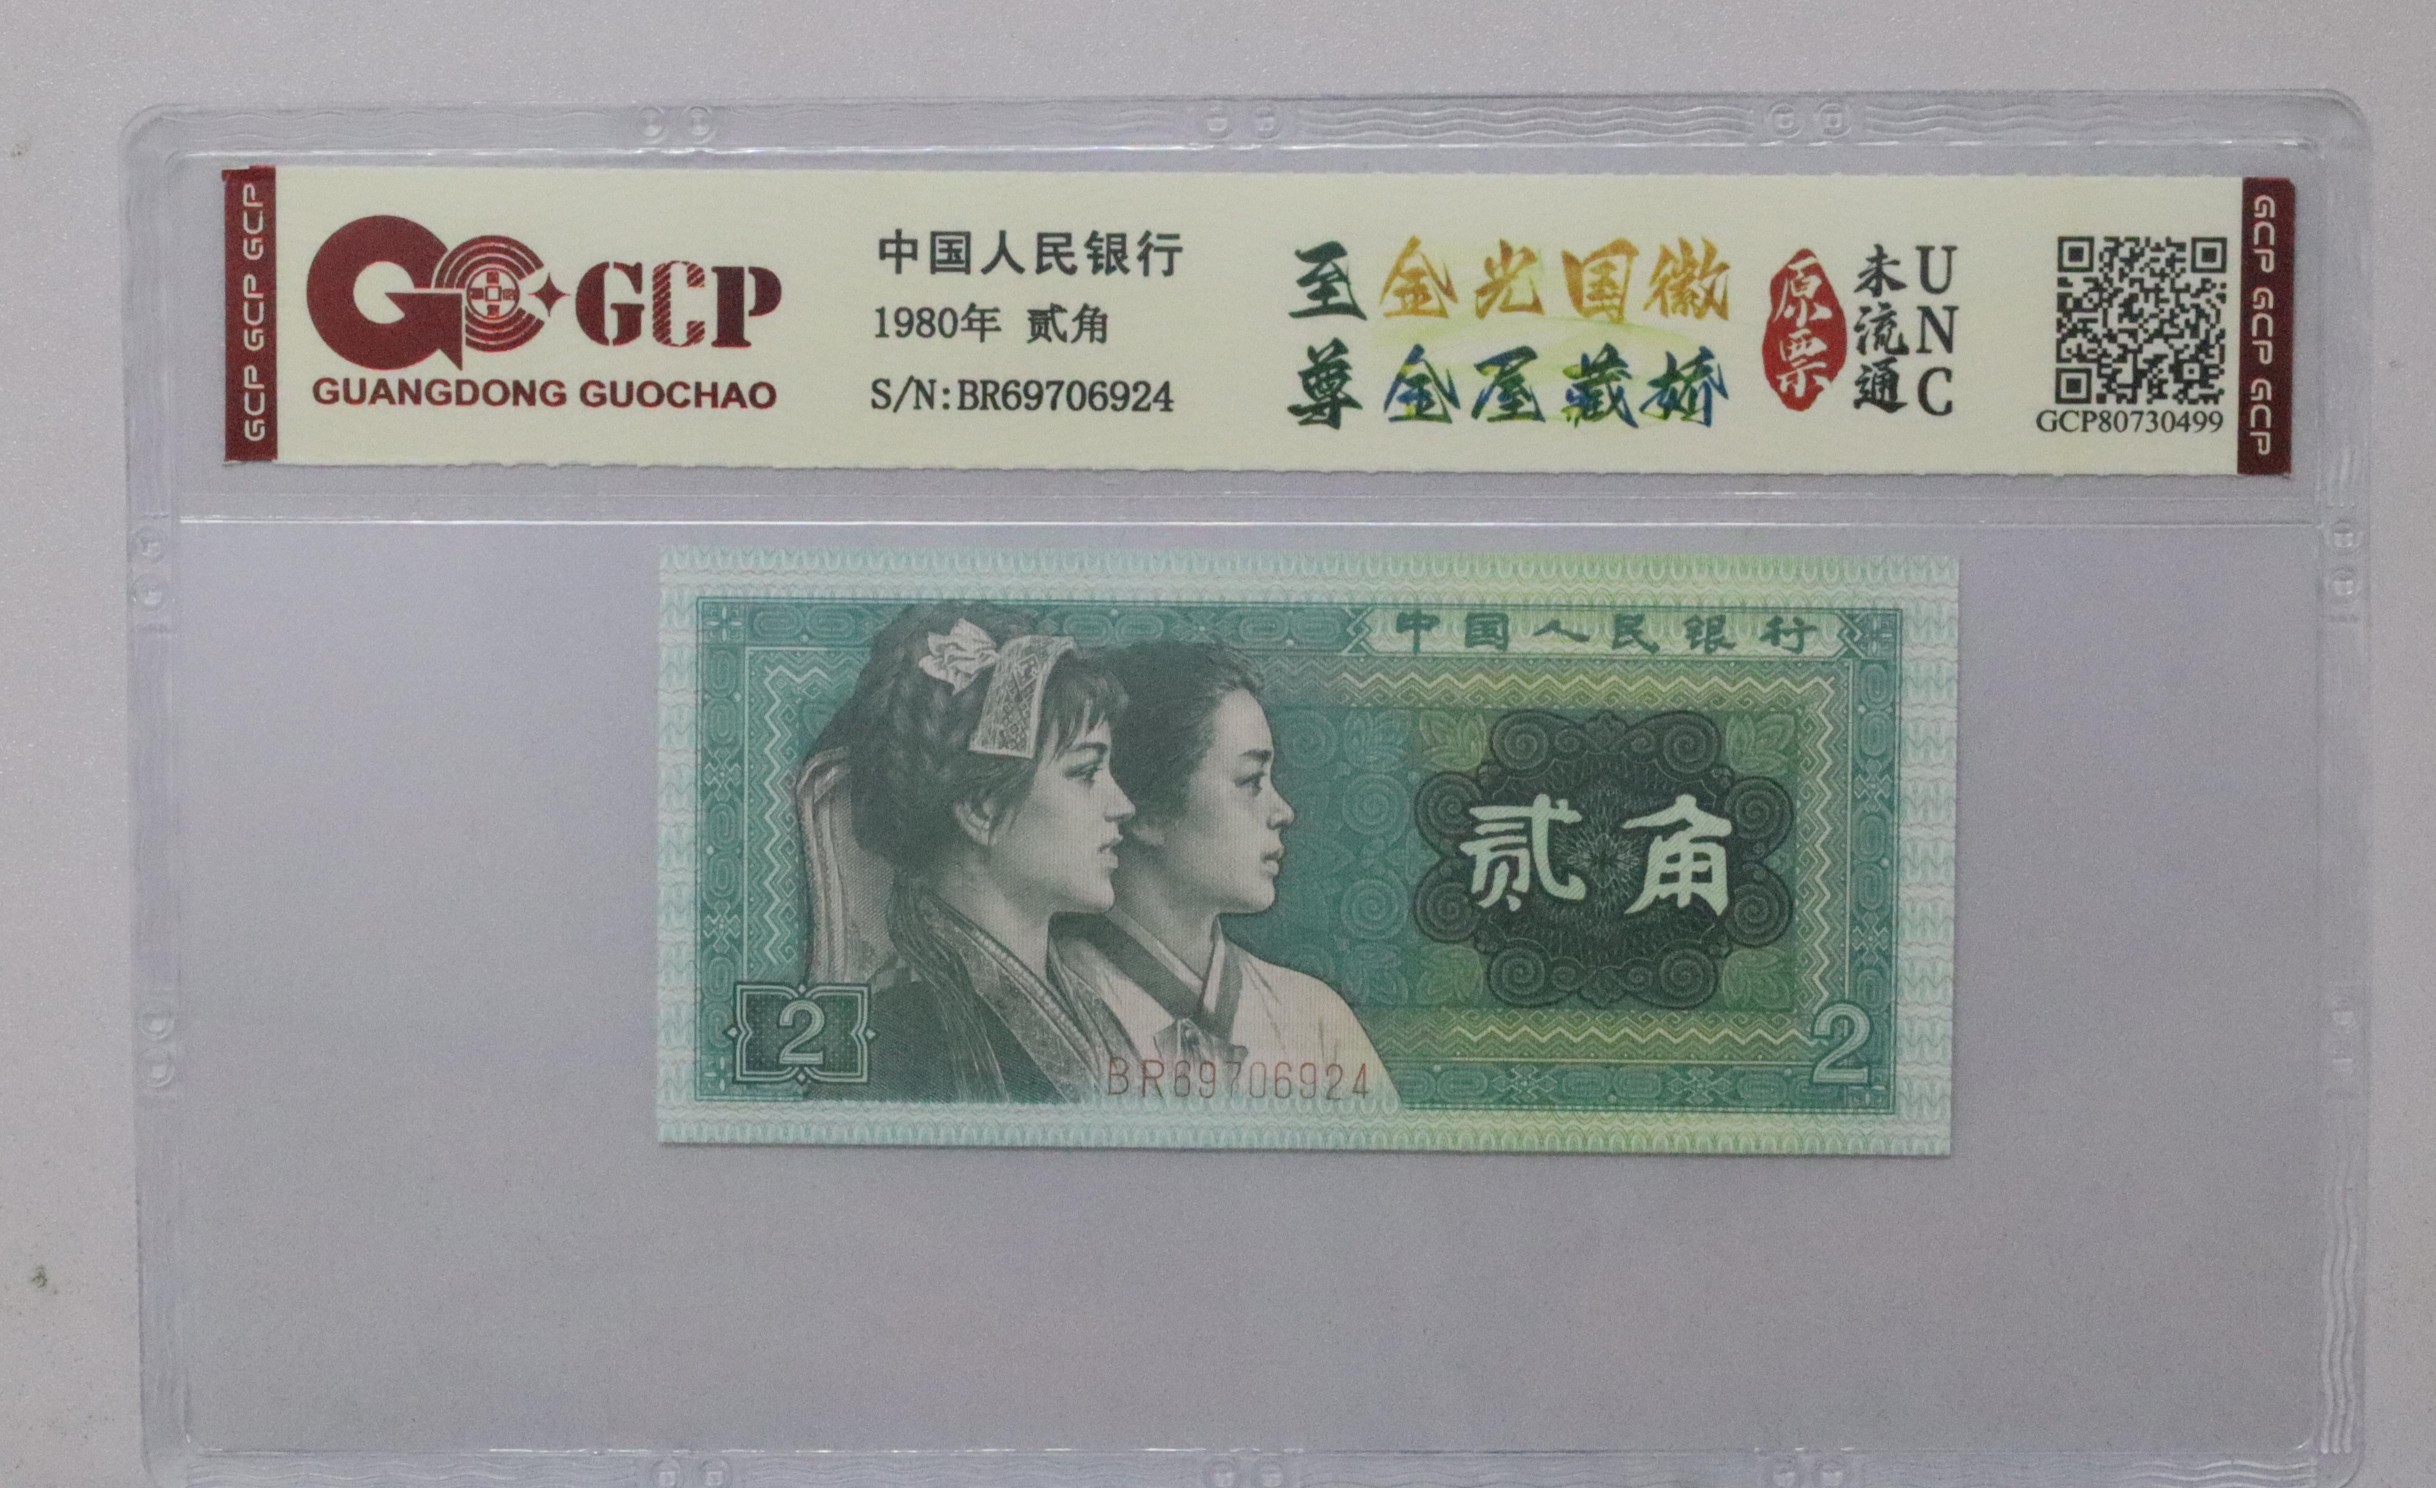 GCP GCP GCP
GCP
GUANGDONG GUOCHAO
中国人民银行
1980年 贰角
S/N:BR69706924
至尊
金光国徽
金屋藏娇
原票
未流通
UNC
GCP80730499
GCP GCP GCP
中国人民银行
贰角
2
2
BR69706924